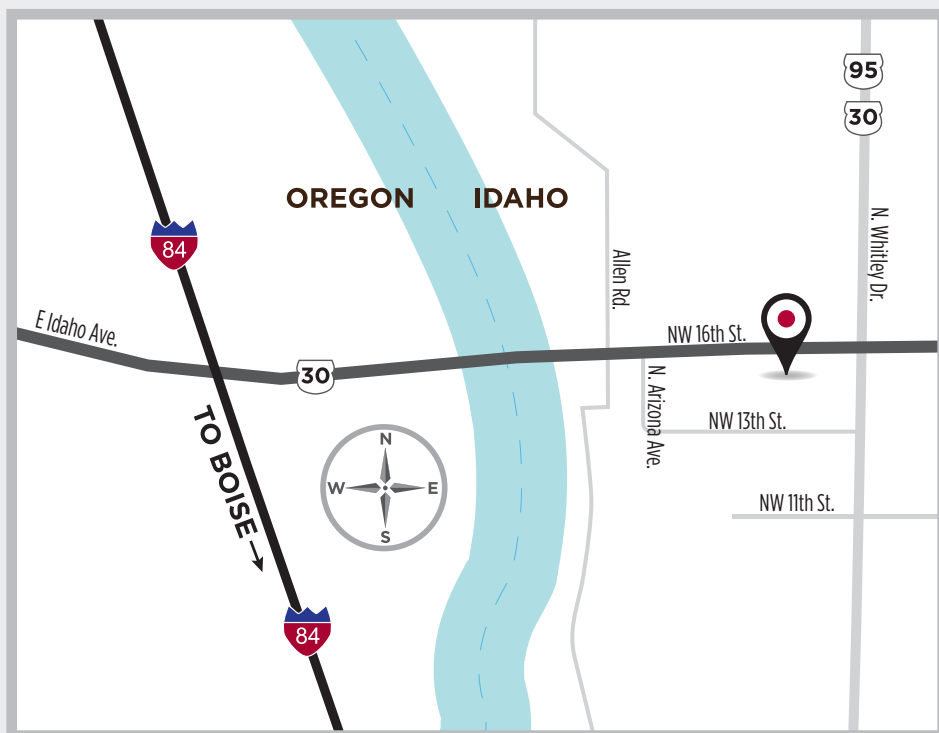 95
30
OREGON
IDAHO
N. Whitley Dr.
84
Allen Rd.
E Idaho Ave.
NW 16th St.
30
N. Arizona Ave.
TO BOISE→
NW 13th St.
N
W
E
S
NW 11th St.
84